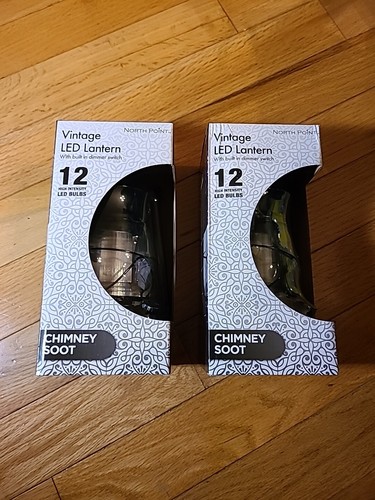 NORTH POINT
Vintage
LED Lantern
With built in dimmer switch
12
HIGH INTENSITY
LED BULBS
CHIMNEY
SOOT
NORTH POINT
Vintage
LED Lantern
With built in dimmer switch
12
HIGH INTENSITY
LED BULBS
CHIMNEY
SOOT